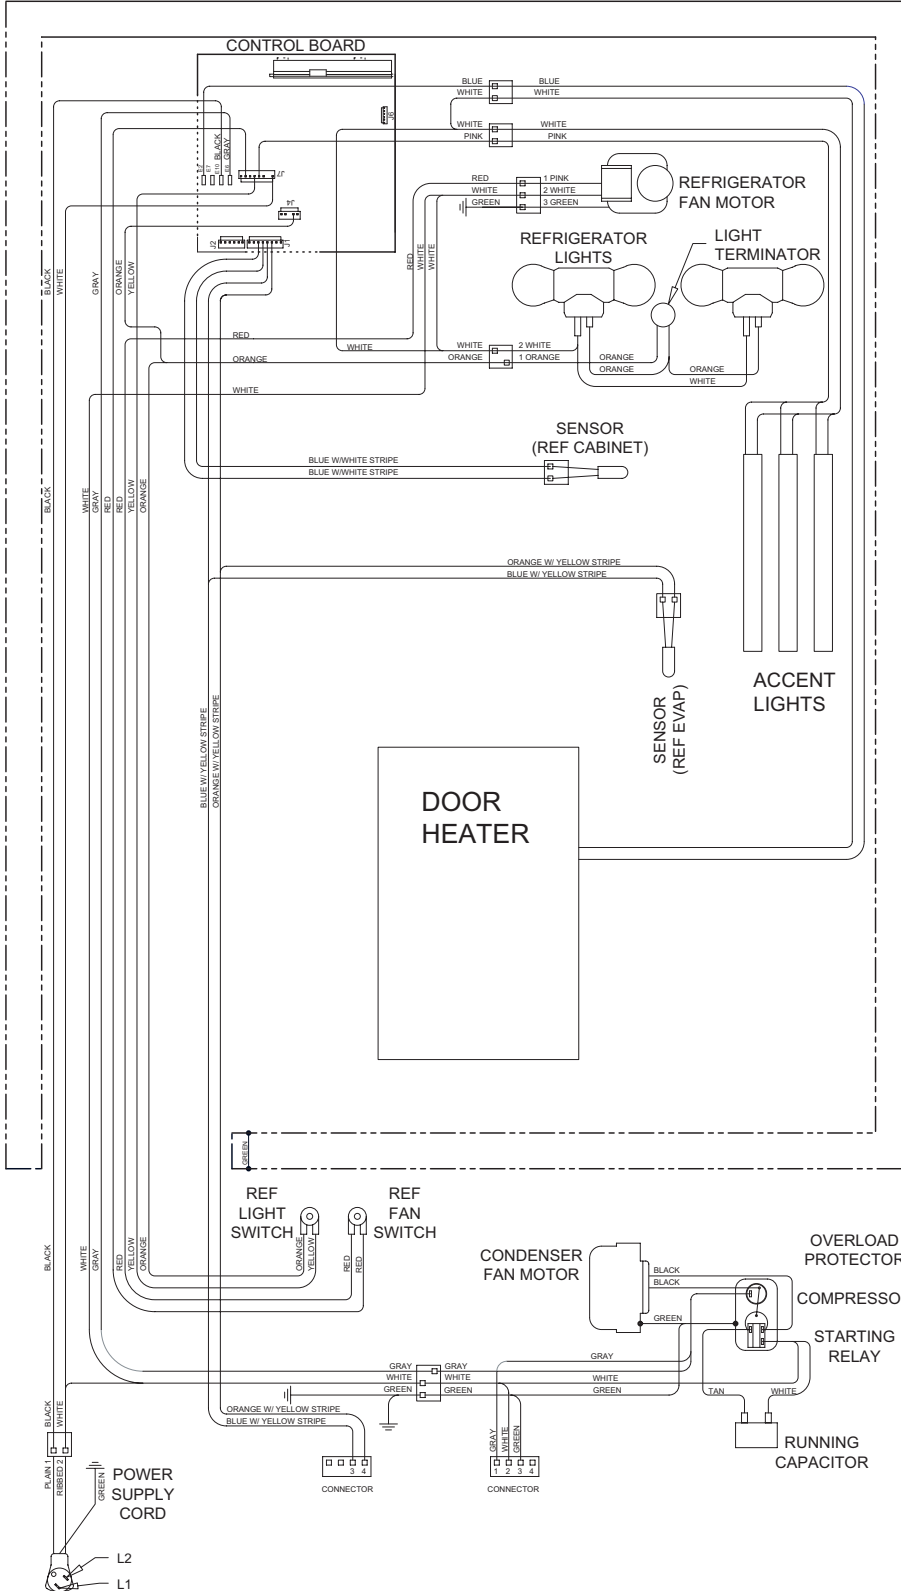 CONTROL BOARD
BLUE
BLUE
WHITE
WHITE
J6
WHITE
WHITE
PINK
PINK
BLACK
GRAY
E7
E10
E8
J7
RED
1 PINK
WHITE
2 WHITE
GREEN
3 GREEN
REFRIGERATOR
FAN MOTOR
J4
J2
J1
REFRIGERATOR
LIGHTS
LIGHT
TERMINATOR
BLACK
WHITE
GRAY
ORANGE
YELLOW
RED
WHITE
WHITE
RED
WHITE
WHITE
2 WHITE
ORANGE
ORANGE
1 ORANGE
ORANGE
ORANGE
ORANGE
WHITE
WHITE
SENSOR
(REF CABINET)
BLUE W/WHITE STRIPE
BLUE W/WHITE STRIPE
BLACK
WHITE
GRAY
RED
RED
YELLOW
ORANGE
ORANGE W/ YELLOW STRIPE
BLUE W/ YELLOW STRIPE
SENSOR
(REF EVAP)
ACCENT
LIGHTS
BLUE W/ YELLOW STRIPE
ORANGE W/ YELLOW STRIPE
DOOR
HEATER
GREEN
REF
LIGHT
SWITCH
REF
FAN
SWITCH
BLACK
WHITE
GRAY
RED
YELLOW
ORANGE
ORANGE
YELLOW
RED
RED
CONDENSER
FAN MOTOR
BLACK
BLACK
GREEN
OVERLOAD
PROTECTOR
COMPRESSO
STARTING
RELAY
GRAY
GRAY
GRAY
WHITE
WHITE
WHITE
GREEN
GREEN
GREEN
TAN
WHITE
ORANGE W/ YELLOW STRIPE
BLUE W/ YELLOW STRIPE
BLACK
WHITE
GRAY
WHITE
GREEN
RUNNING
CAPACITOR
3 4
CONNECTOR
1 2 3 4
CONNECTOR
PLAIN 1
RIBBED 2
GREEN
POWER
SUPPLY
CORD
L2
L1